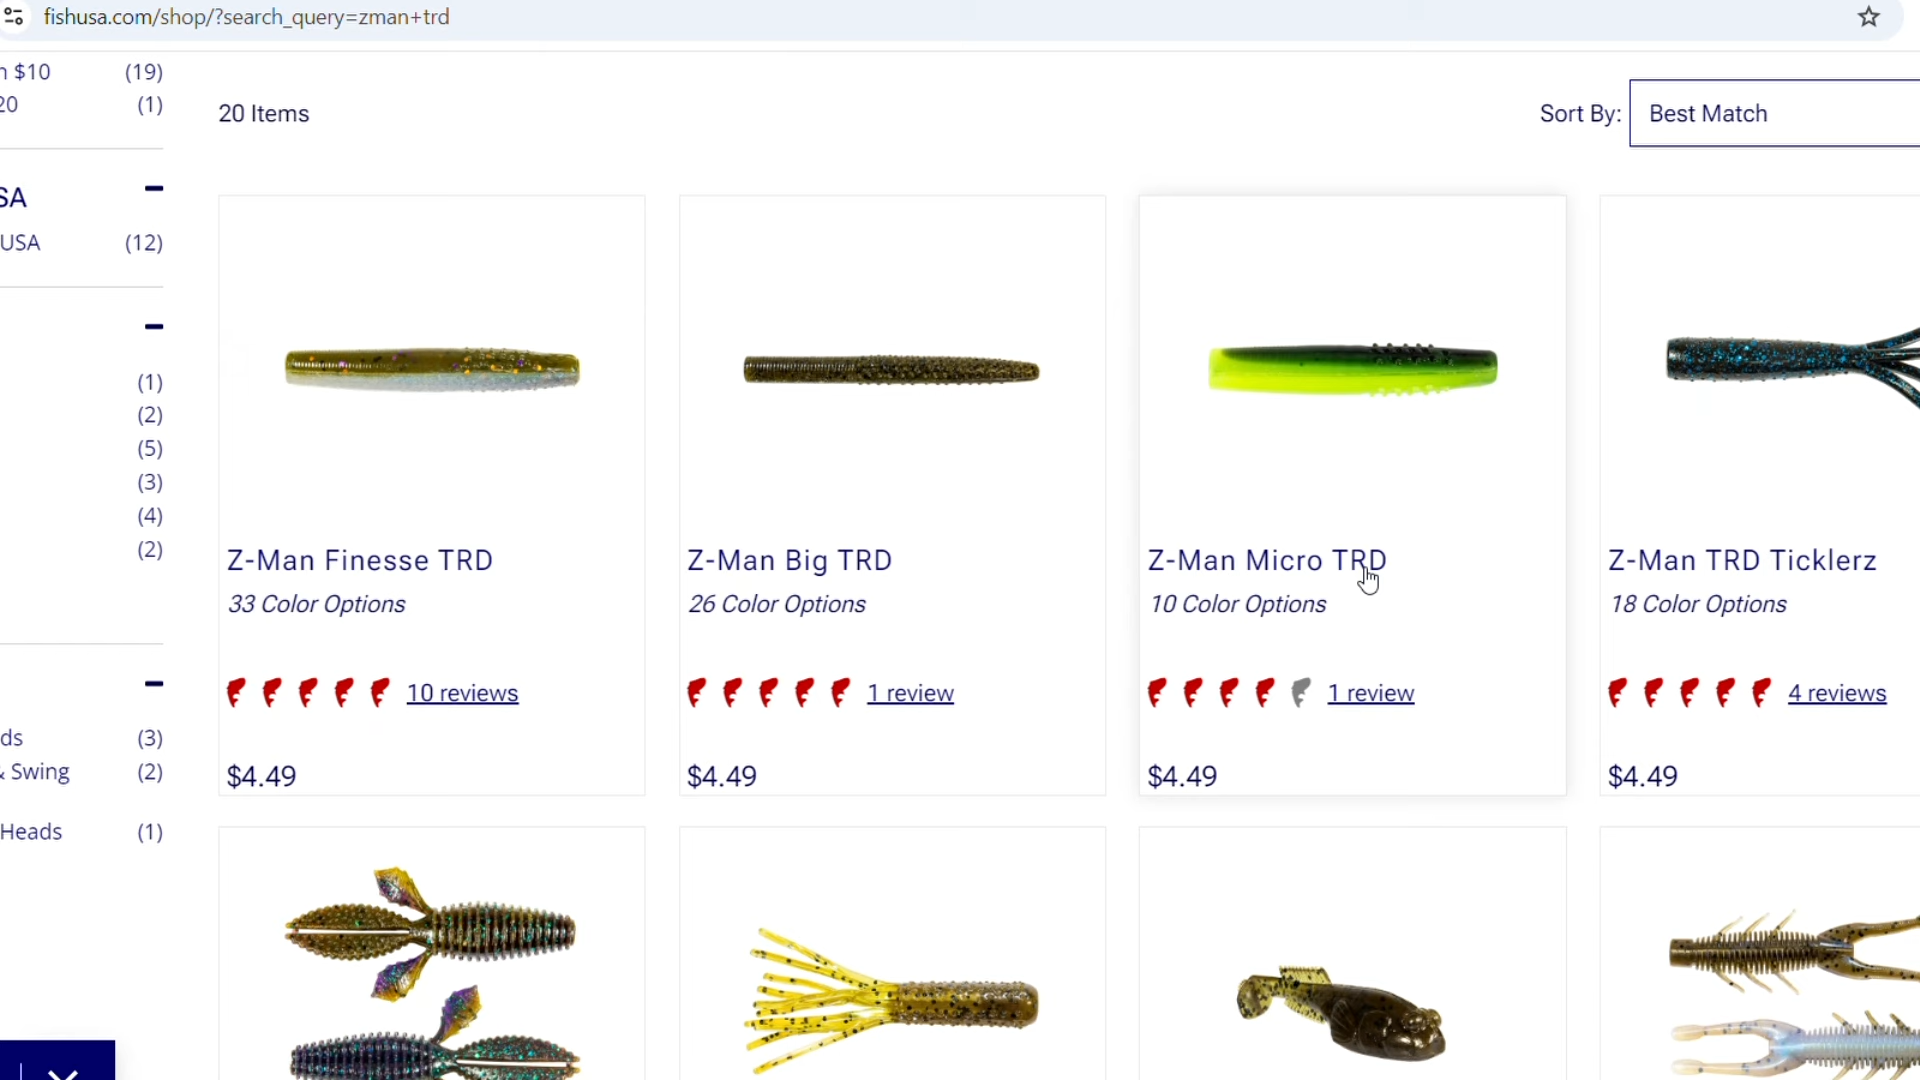 fishusa.com/shop/?search_query=zman+trd
n $10 (19)
20 (1)
20 Items
Sort By: Best Match
SA
USA (12)
(1)
(2)
(5)
(3)
(4)
(2)
ds (3)
& Swing (2)
Heads (1)
Z-Man Finesse TRD
33 Color Options
10 reviews
$4.49
Z-Man Big TRD
26 Color Options
1 review
$4.49
Z-Man Micro TRD
10 Color Options
1 review
$4.49
Z-Man TRD Ticklerz
18 Color Options
4 reviews
$4.49